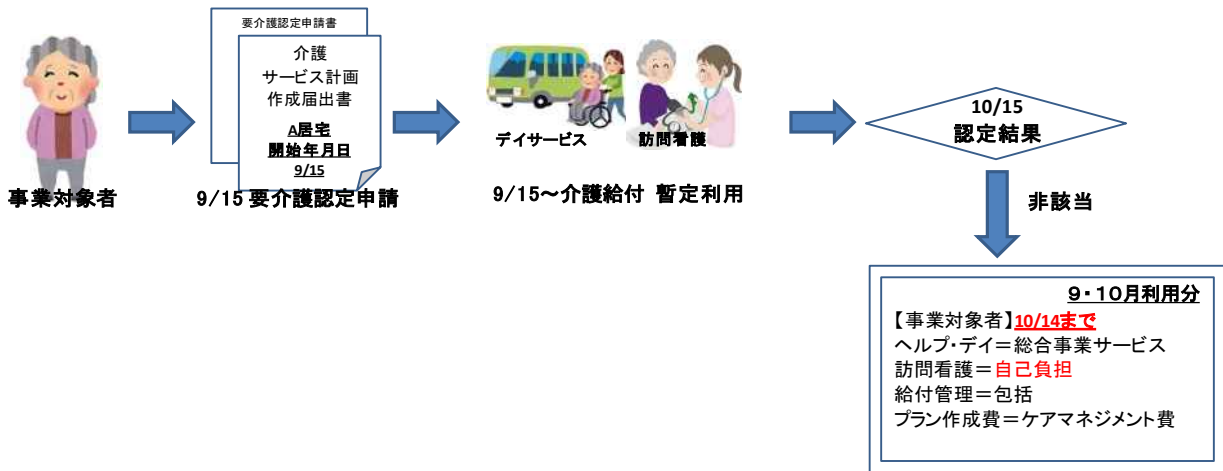 要介護認定申請書
介護
サービス計画
作成届出書
A居宅
開始年月日
9/15
事業対象者
9/15 要介護認定申請
デイサービス
訪問看護
9/15～介護給付 暫定利用
10/15
認定結果
非該当
9・10月利用分
【事業対象者】10/14まで
ヘルプ・デイ＝総合事業サービス
訪問看護＝自己負担
給付管理＝包括
プラン作成費＝ケアマネジメント費